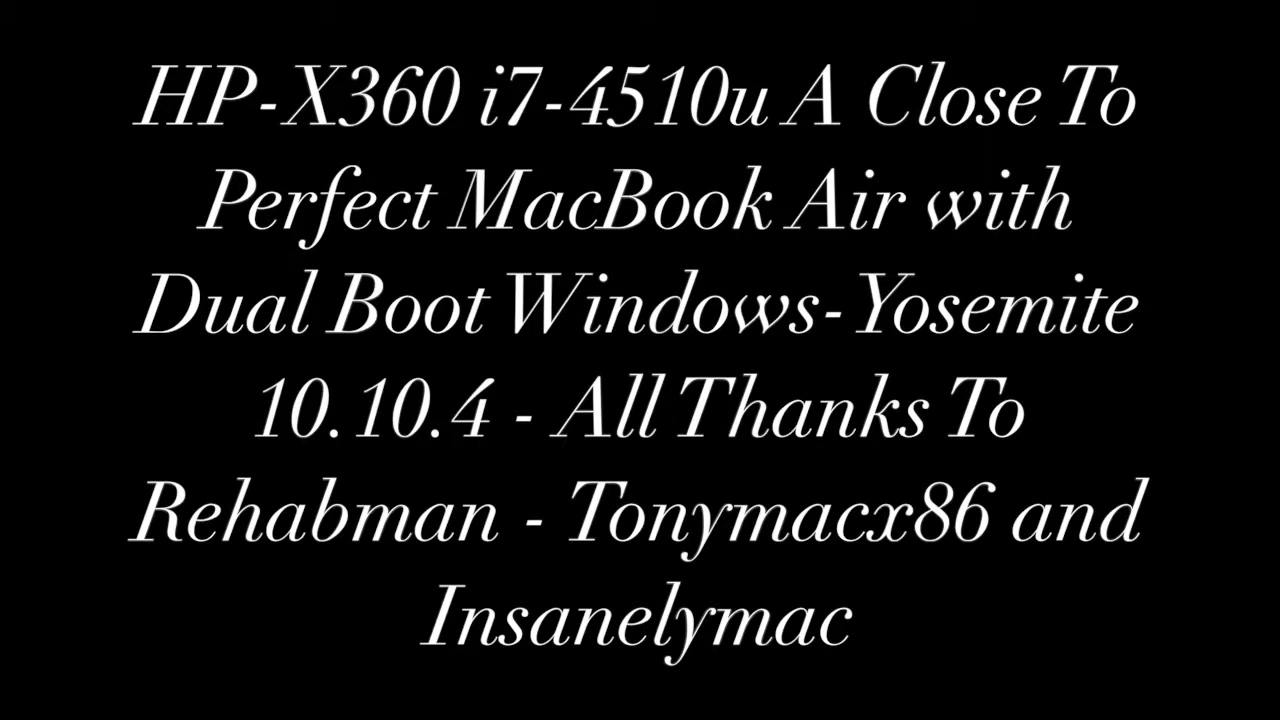 HP-X360 i7-4510u A Close To
Perfect MacBook Air with
Dual Boot Windows-Yosemite
10.10.4 - All Thanks To
Rehabman - Tonymacx86 and
Insanelymac